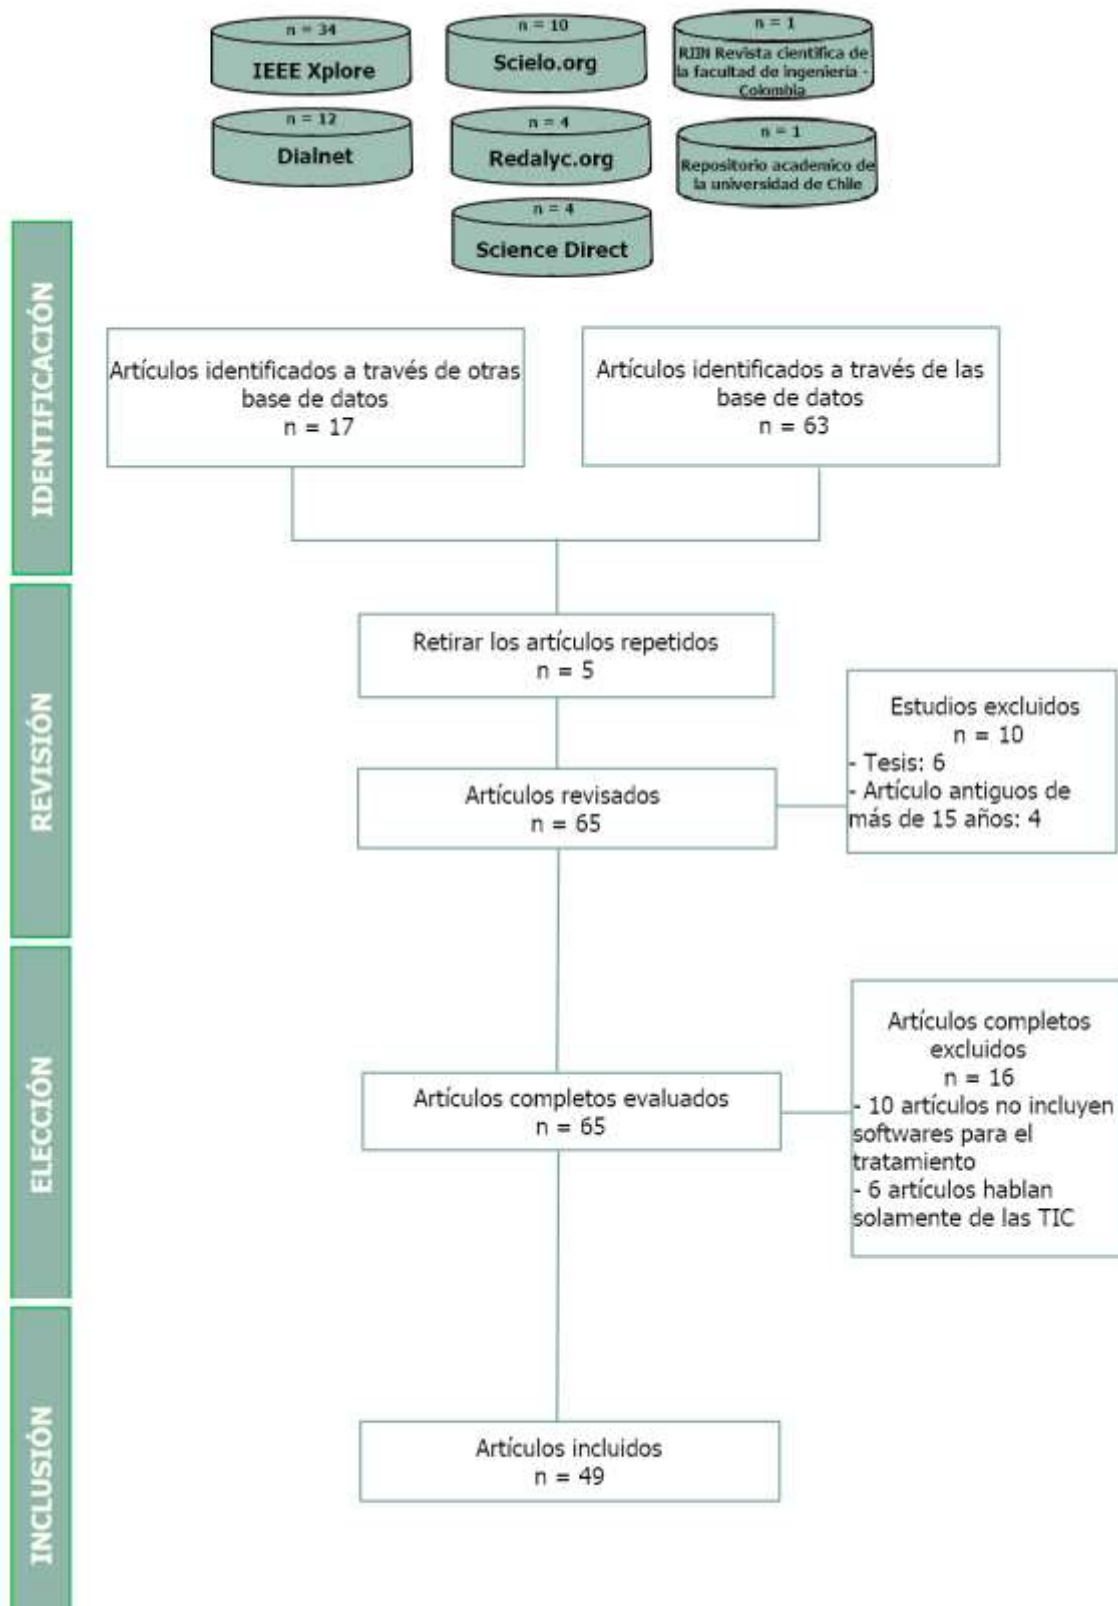 n = 34
IEEE Xplore
n = 12
Dialnet
n = 10
Scielo.org
n = 4
Redalyc.org
n = 4
Science Direct
n = 1
RIIN Revista cientifica de
la facultad de ingenieria -
Colombia
n = 1
Repositorio academico de
la universidad de Chile
IDENTIFICACIÓN
Artículos identificados a través de otras
base de datos
n = 17
Artículos identificados a través de las
base de datos
n = 63
REVISIÓN
Retirar los artículos repetidos
n = 5
Artículos revisados
n = 65
Estudios excluidos
n = 10
- Tesis: 6
- Artículo antiguos de
más de 15 años: 4
ELECCIÓN
Artículos completos evaluados
n = 65
Artículos completos
excluidos
n = 16
- 10 artículos no incluyen
softwares para el
tratamiento
- 6 artículos hablan
solamente de las TIC
INCLUSIÓN
Artículos incluidos
n = 49